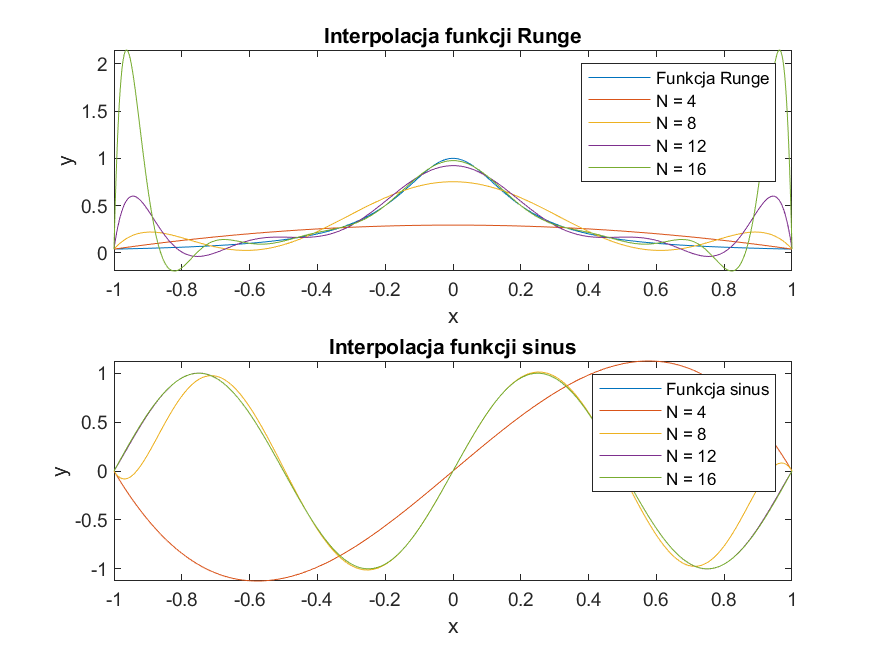 Interpolacja funkcji Runge
y
2
1.5
1
0.5
0
Funkcja Runge
N = 4
N = 8
N = 12
N = 16
-1 -0.8 -0.6 -0.4 -0.2 0 0.2 0.4 0.6 0.8 1
x
Interpolacja funkcji sinus
y
1
0.5
0
-0.5
-1
Funkcja sinus
N = 4
N = 8
N = 12
N = 16
-1 -0.8 -0.6 -0.4 -0.2 0 0.2 0.4 0.6 0.8 1
x